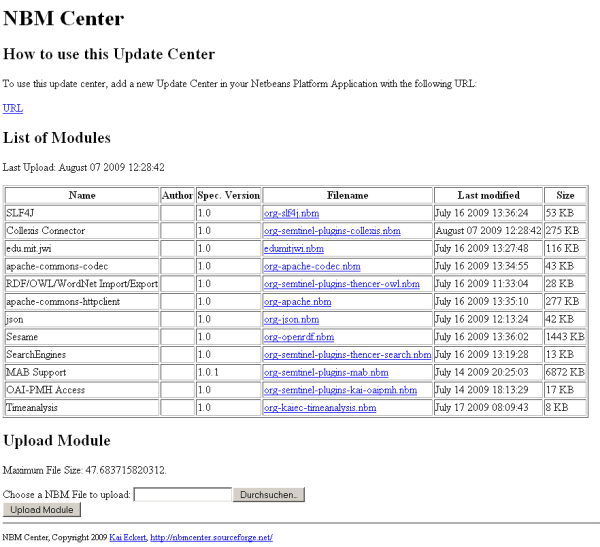 NBM Center
How to use this Update Center
To use this update center, add a new Update Center in your Netbeans Platform Application with the following URL:
URL
List of Modules
Last Upload: August 07 2009 12:28:42
Name Author Spec. Version Filename Last modified Size
SLF4J 1.0 org-slf4j.nbm July 16 2009 13:36:24 53 KB
Collexis Connector 1.0 org-semtinel-plugins-collexis.nbm August 07 2009 12:28:42 275 KB
edu.mit.jwi 1.0 edumitjwi.nbm July 16 2009 13:27:48 116 KB
apache-commons-codec 1.0 org-apache-codec.nbm July 16 2009 13:34:55 43 KB
RDF/OWL/WordNet Import/Export 1.0 org-semtinel-plugins-thencer-owl.nbm July 16 2009 11:33:04 28 KB
apache-commons-httpclient 1.0 org-apache.nbm July 16 2009 13:35:10 277 KB
json 1.0 org-json.nbm July 16 2009 12:13:24 42 KB
Sesame 1.0 org-openrdf.nbm July 16 2009 13:36:02 1443 KB
SearchEngines 1.0 org-semtinel-plugins-thencer-search.nbm July 16 2009 13:19:28 13 KB
MAB Support 1.0.1 org-semtinel-plugins-mab.nbm July 14 2009 20:25:03 6872 KB
OAI-PMH Access 1.0 org-semtinel-plugins-kai-oaipmh.nbm July 14 2009 18:13:29 17 KB
Timeanalysis 1.0 org-kaiec-timeanalysis.nbm July 17 2009 08:09:43 8 KB
Upload Module
Maximum File Size: 47.683715820312.
Choose a NBM File to upload: Durchsuchen...
Upload Module
NBM Center, Copyright 2009 Kai Eckert, http://nbmcenter.sourceforge.net/